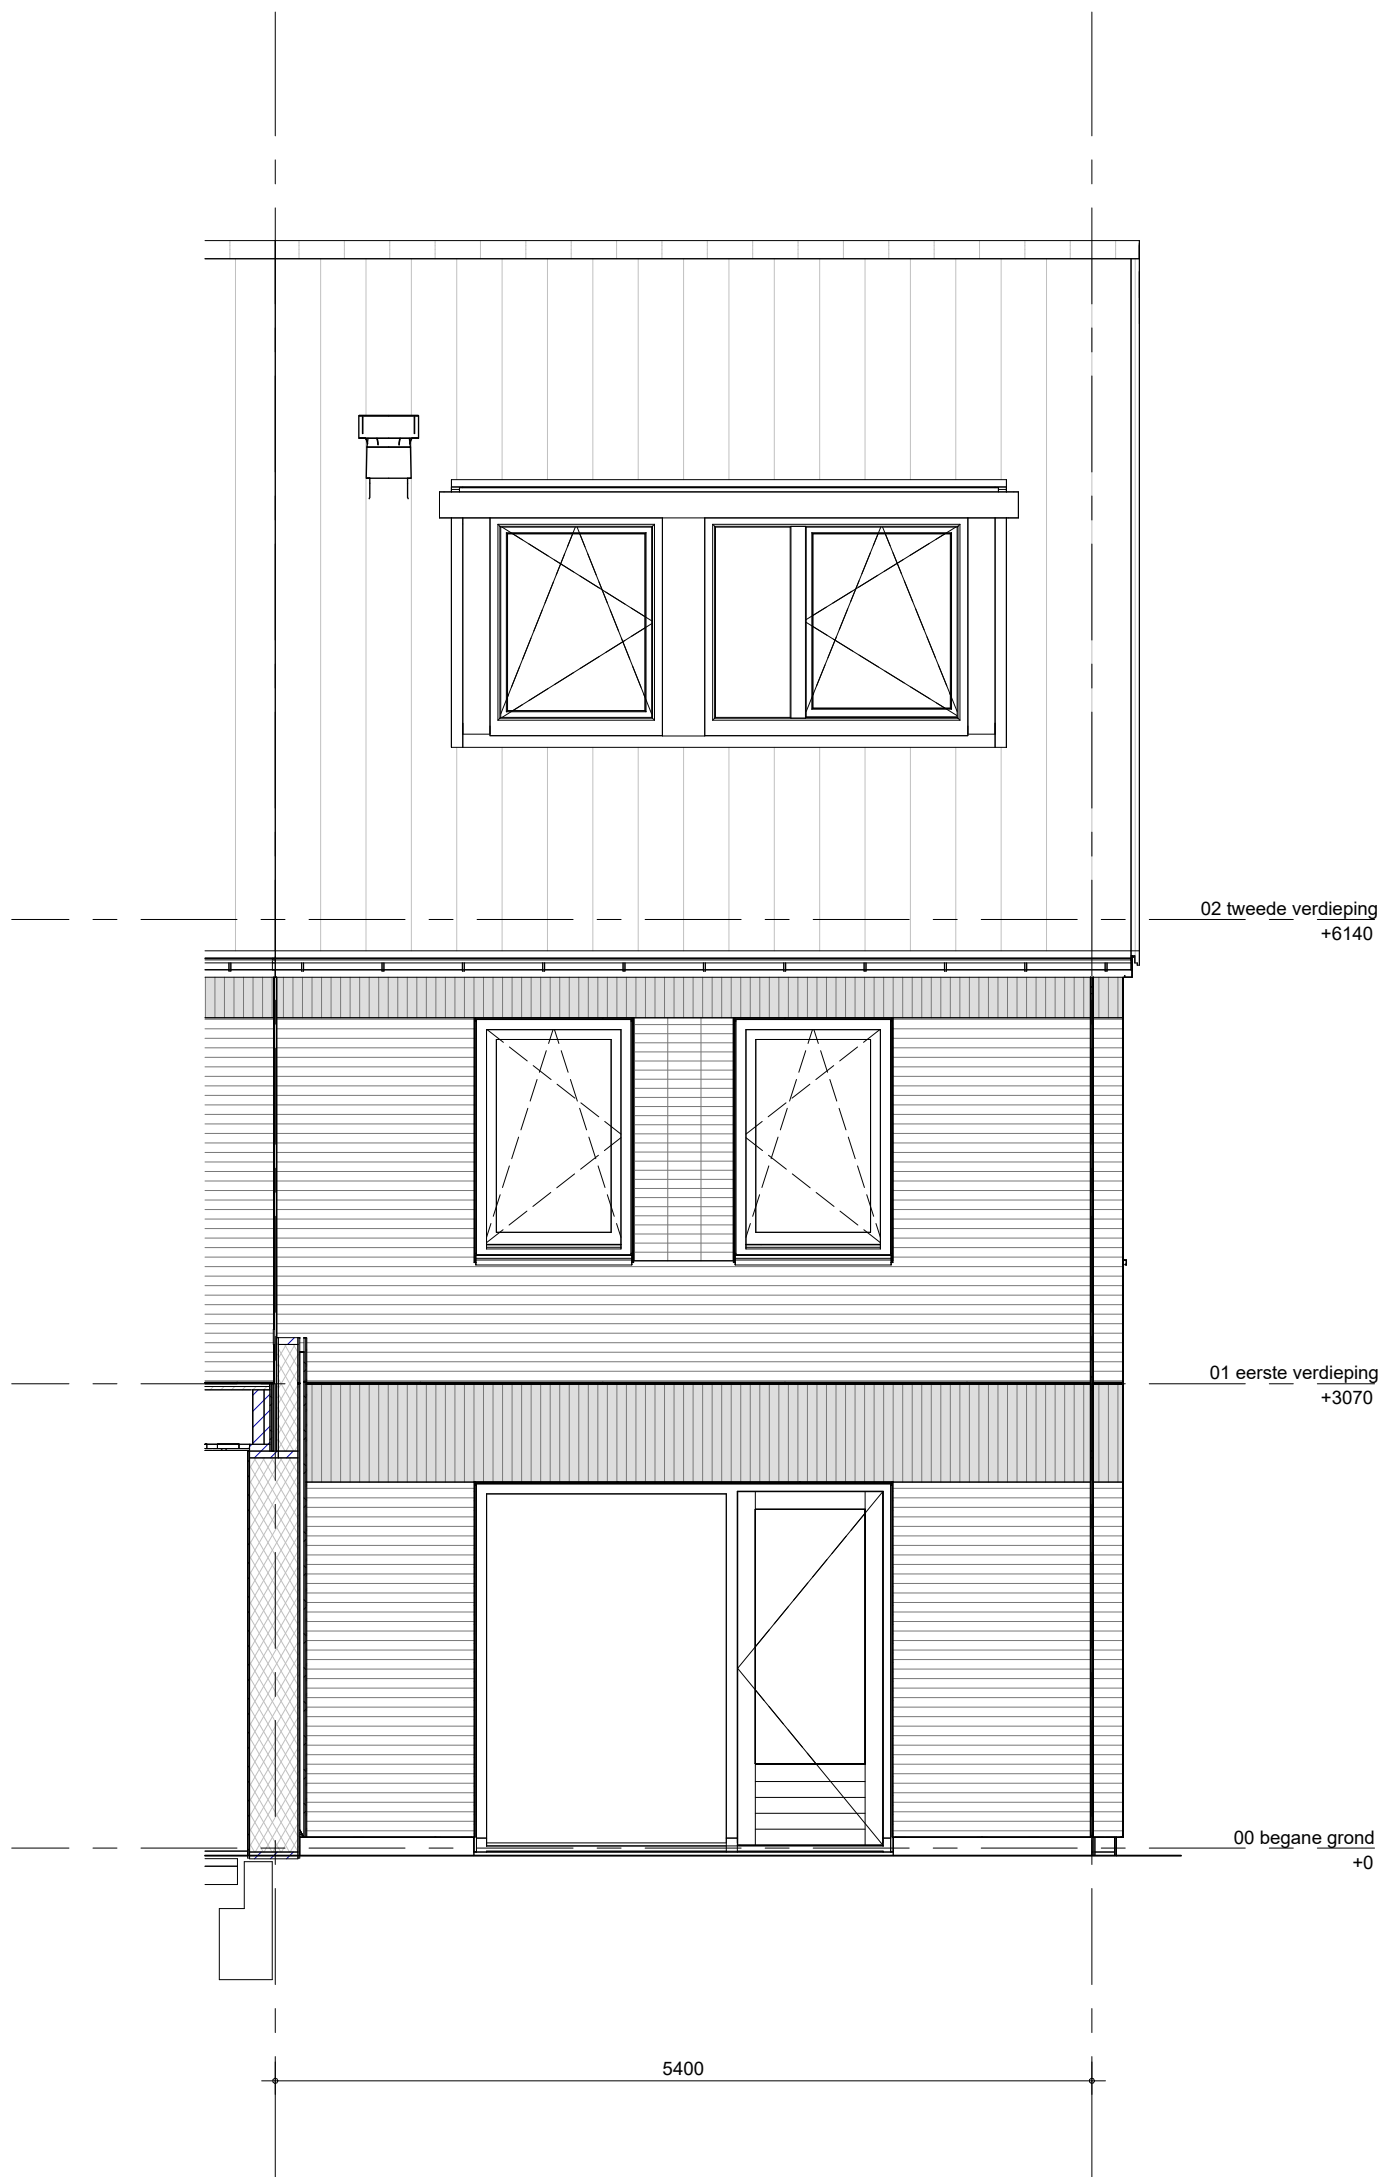 02 tweede verdieping
+6140
01 eerste verdieping
+3070
00 begane grond
+0
5400